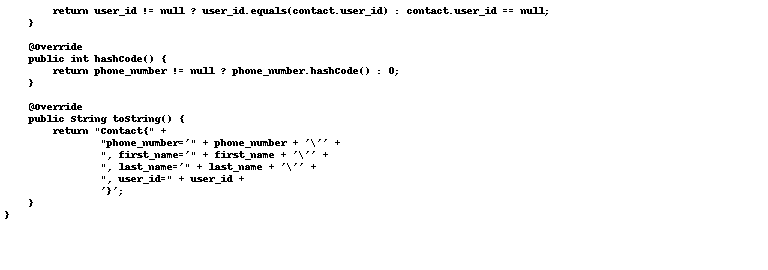 return user_id != null ? user_id.equals(contact.user_id) : contact.user_id == null;
}
@Override
public int hashCode() {
return phone_number != null ? phone_number.hashCode() : 0;
}
@Override
public String toString() {
return "Contact{" +
"phone_number='" + phone_number + '\'' +
", first_name='" + first_name + '\'' +
", last_name='" + last_name + '\'' +
", user_id=" + user_id +
'}';
}
}